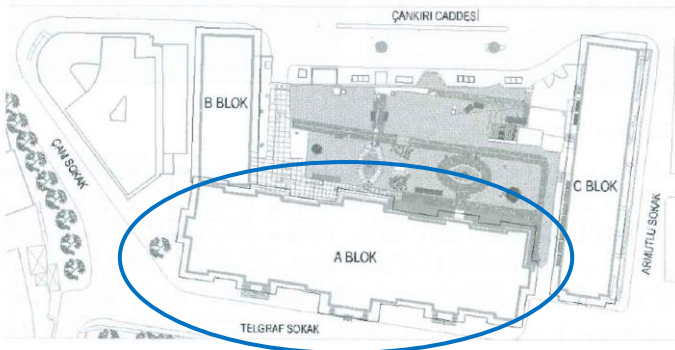 ÇANKIRI CADDESİ
B BLOK
ÇAM SOKAK
C BLOK
A BLOK
ARMUTLU SOKAK
TELGRAF SOKAK